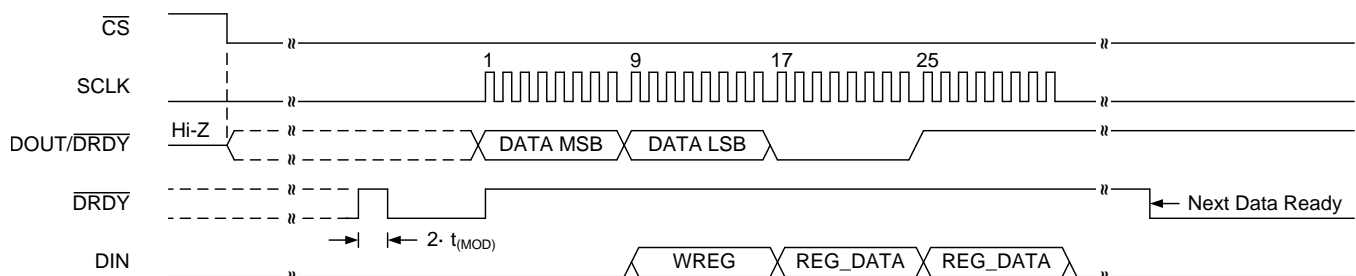 CS
1 9 17 25
SCLK
Hi-Z
DOUT/DRDY DATA MSB DATA LSB
DRDY Next Data Ready
2· t(MOD)
DIN WREG REG_DATA REG_DATA